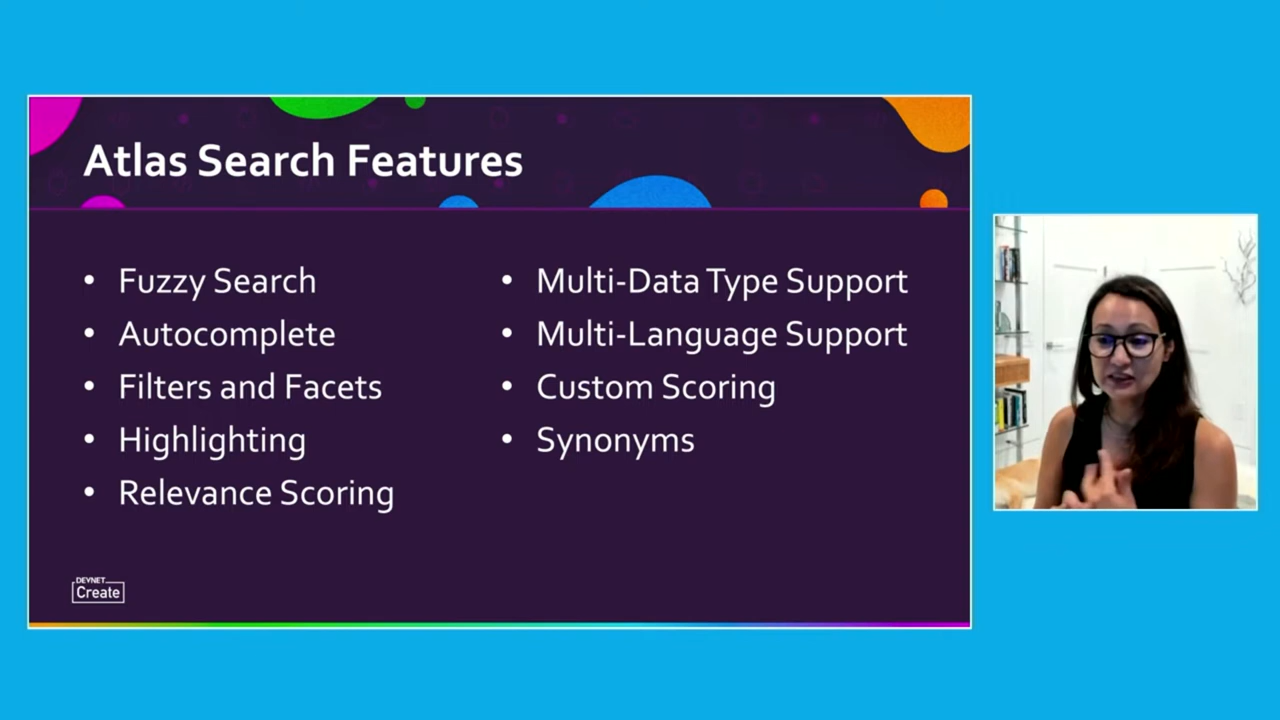 Atlas Search Features
• Fuzzy Search
• Autocomplete
• Filters and Facets
• Highlighting
• Relevance Scoring
• Multi-Data Type Support
• Multi-Language Support
• Custom Scoring
• Synonyms
DEVNET
Create